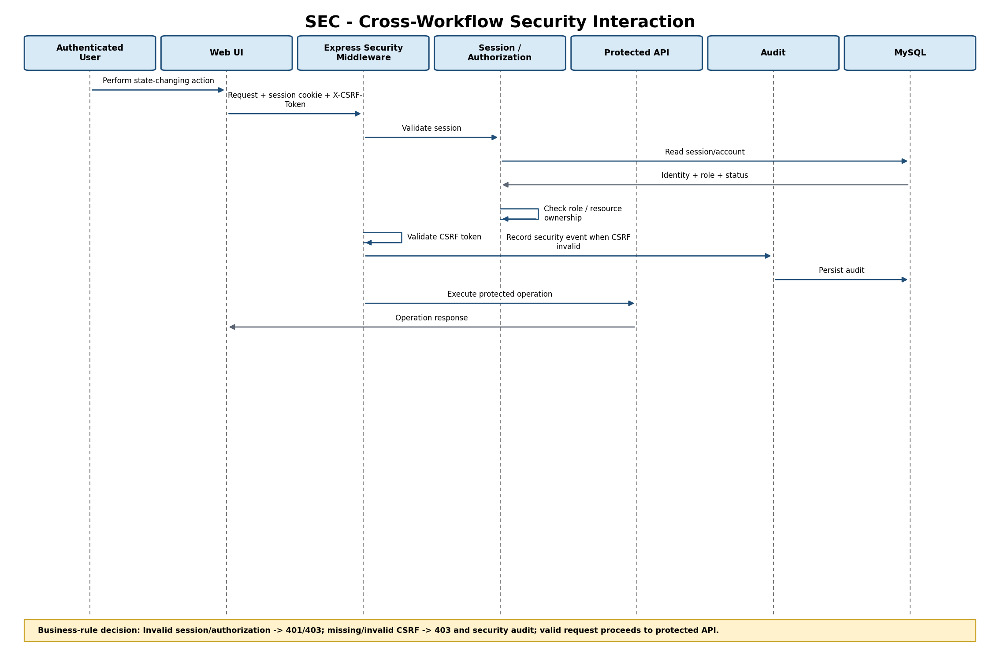 SEC - Cross-Workflow Security Interaction
Authenticated
User
Web UI
Express Security
Middleware
Session /
Authorization
Protected API
Audit
MySQL
Perform state-changing action
Request + session cookie + X-CSRF-
Token
Validate session
Read session/account
Identity + role + status
Check role / resource
ownership
Validate CSRF token
Record security event when CSRF
invalid
Persist audit
Execute protected operation
Operation response
Business-rule decision: Invalid session/authorization -> 401/403; missing/invalid CSRF -> 403 and security audit; valid request proceeds to protected API.